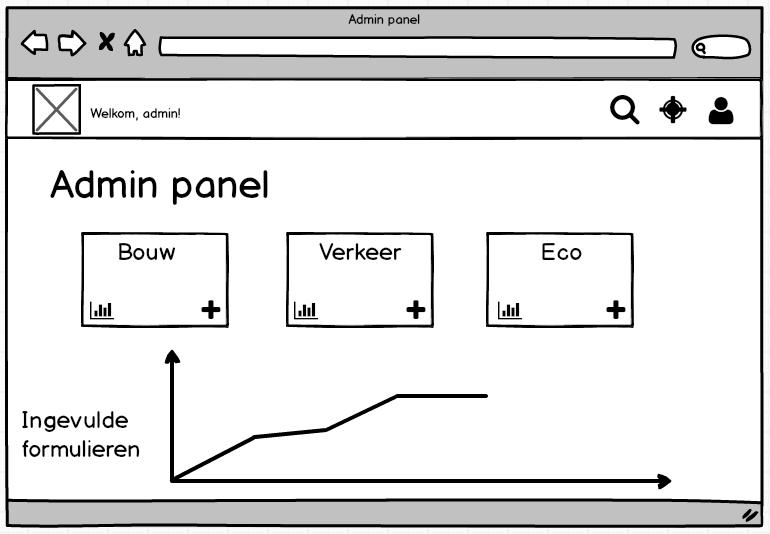 Admin panel
Welkom, admin!
Admin panel
Bouw
Verkeer
Eco
Ingevulde
formulieren